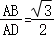 AB/AD = √3/2